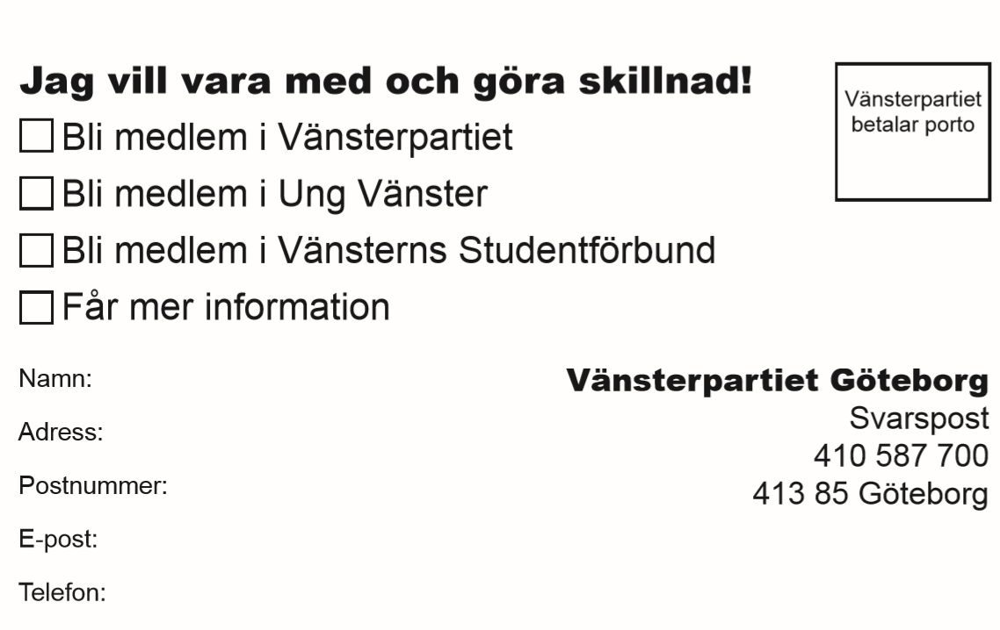 Jag vill vara med och göra skillnad!
Bli medlem i Vänsterpartiet
Bli medlem i Ung Vänster
Bli medlem i Vänsterns Studentförbund
Får mer information
Vänsterpartiet
betalar porto
Namn:
Adress:
Postnummer:
E-post:
Telefon:
Vänsterpartiet Göteborg
Svarspost
410 587 700
413 85 Göteborg